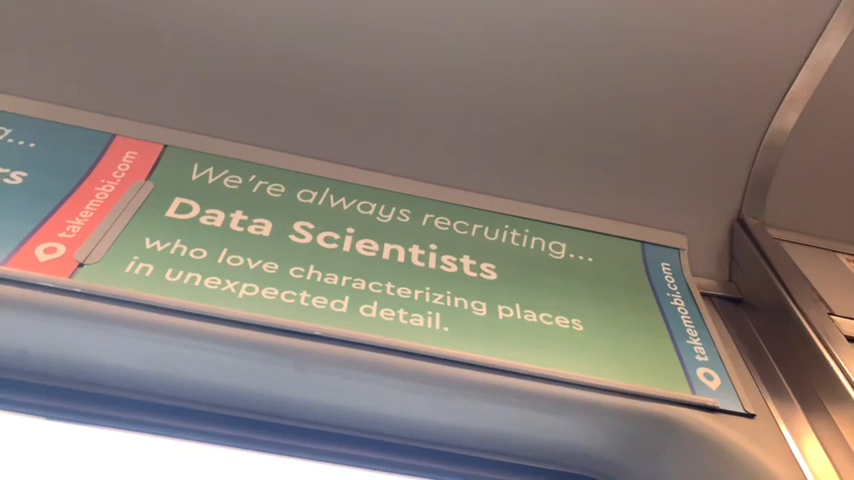 takemobi.com
We're always recruiting...
Data Scientists
who love characterizing places
in unexpected detail.
takemobi.com